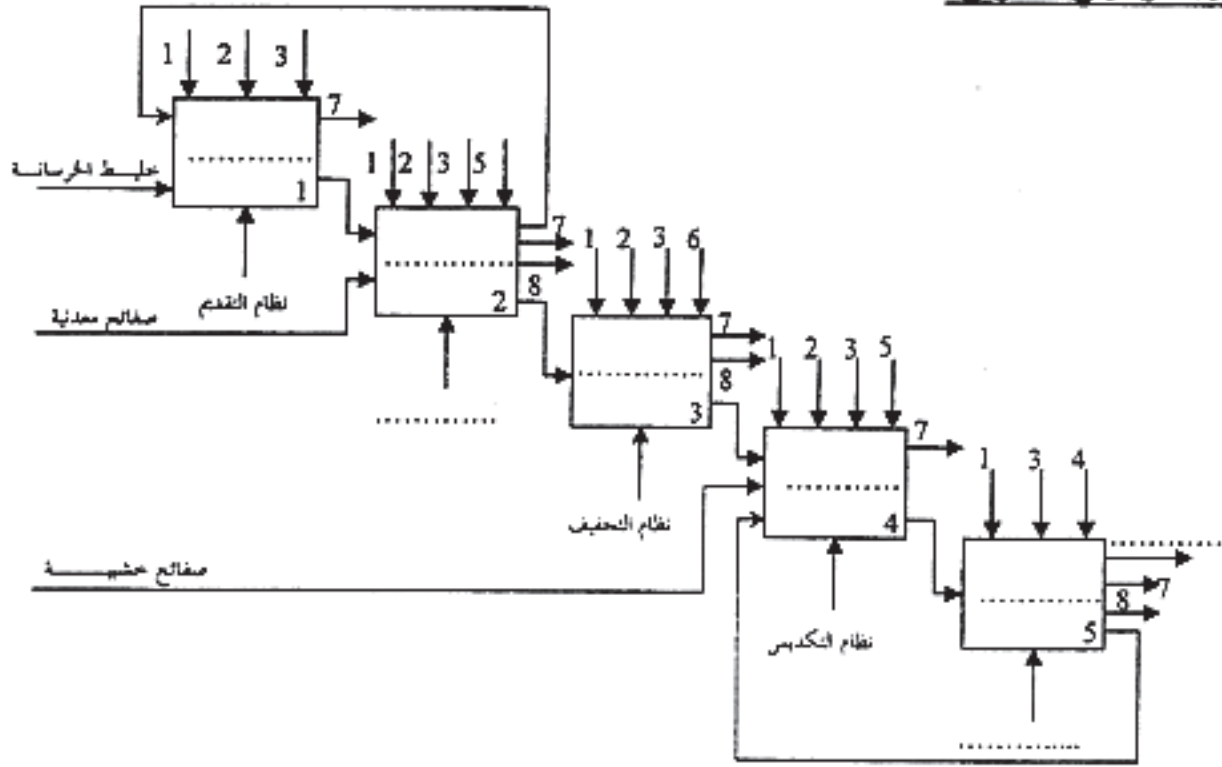 1 2 3
7
خليط الخرسانة
1
1 2 3 5
7
نظام التقديم
8
2
صفائح معدنية
1 2 3 6
7
8
3
1 2 3 5
7
نظام التجفيف
4
1 3 4
صفائح خشبية
7
8
5
نظام التكديس